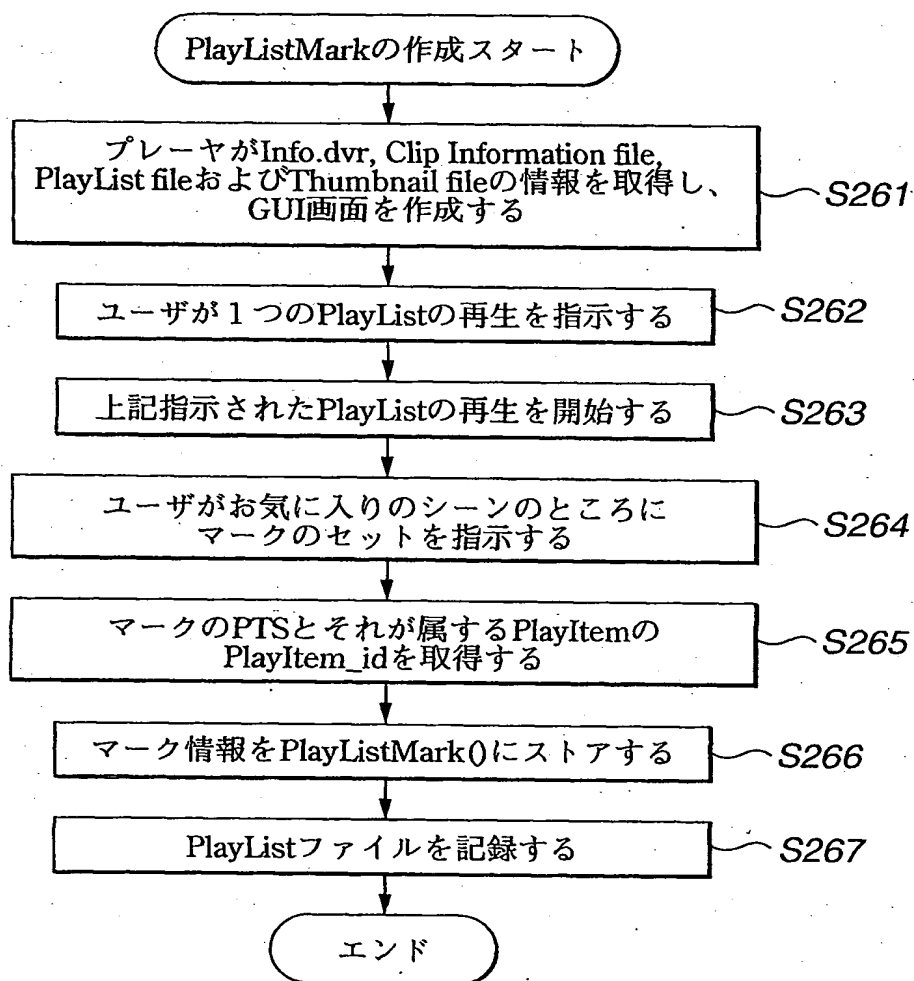 PlayListMarkの作成スタート
プレーヤがInfo.dvr, Clip Information file,
PlayList fileおよびThumbnail fileの情報を取得し、
GUI画面を作成する
S261
ユーザが1つのPlayListの再生を指示する
S262
上記指示されたPlayListの再生を開始する
S263
ユーザがお気に入りのシーンのところに
マークのセットを指示する
S264
マークのPTSとそれが属するPlayItemの
PlayItem_idを取得する
S265
マーク情報をPlayListMark()にストアする
S266
PlayListファイルを記録する
S267
エンド